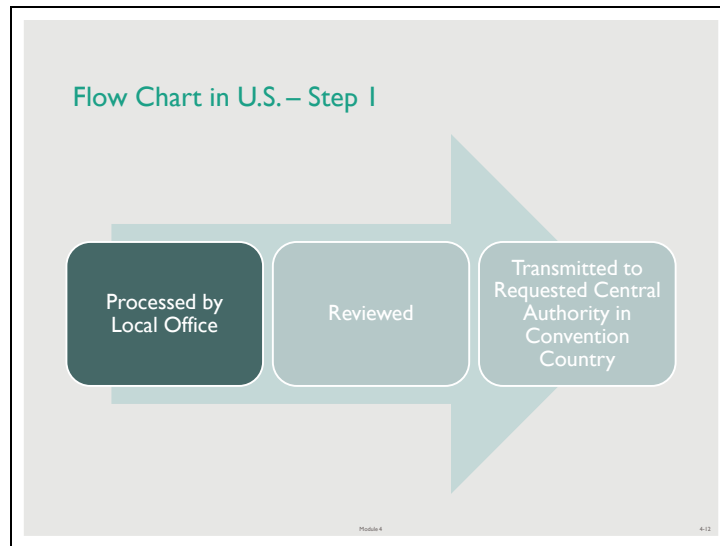 Flow Chart in U.S. – Step 1
Processed by
Local Office
Reviewed
Transmitted to
Requested Central
Authority in
Convention
Country
Module 4
4-12